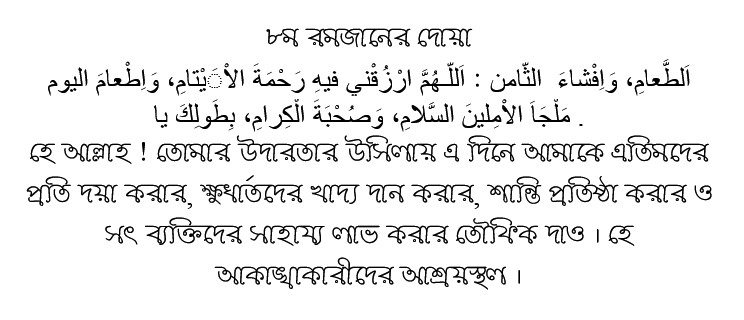 ৮ম রমজানের দোয়া
اَلطَّعامِ، وَاِفْشاءَ  الثّامن : اَللّـهُمَّ ارْزُقْني فيهِ رَحْمَةَ الاَْيْتامِ، وَاِطْعامَ اليوم
مَلْجَاَ الاْمِلينَ السَّلامِ، وَصُحْبَةَ الْكِرامِ، بِطَولِكَ يا .
হে আল্লাহ ! তোমার উদারতার উসিলায় এ দিনে আমাকে এতিমদের
প্রতি দয়া করার, ক্ষুধার্তদের খাদ্য দান করার, শান্তি প্রতিষ্ঠা করার ও
সৎ ব্যক্তিদের সাহায্য লাভ করার তৌফিক দাও । হে
আকাঙ্খাকারীদের আশ্রয়স্থল ।